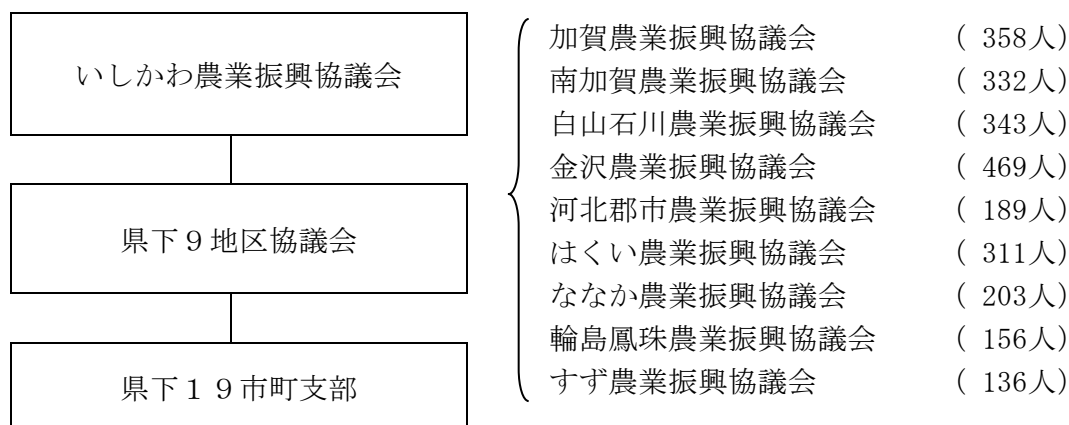 いしかわ農業振興協議会
県下９地区協議会
県下１９市町支部
加賀農業振興協議会 ( 358人)
南加賀農業振興協議会 ( 332人)
白山石川農業振興協議会 ( 343人)
金沢農業振興協議会 ( 469人)
河北郡市農業振興協議会 ( 189人)
はくい農業振興協議会 ( 311人)
ななか農業振興協議会 ( 203人)
輪島鳳珠農業振興協議会 ( 156人)
すず農業振興協議会 ( 136人)